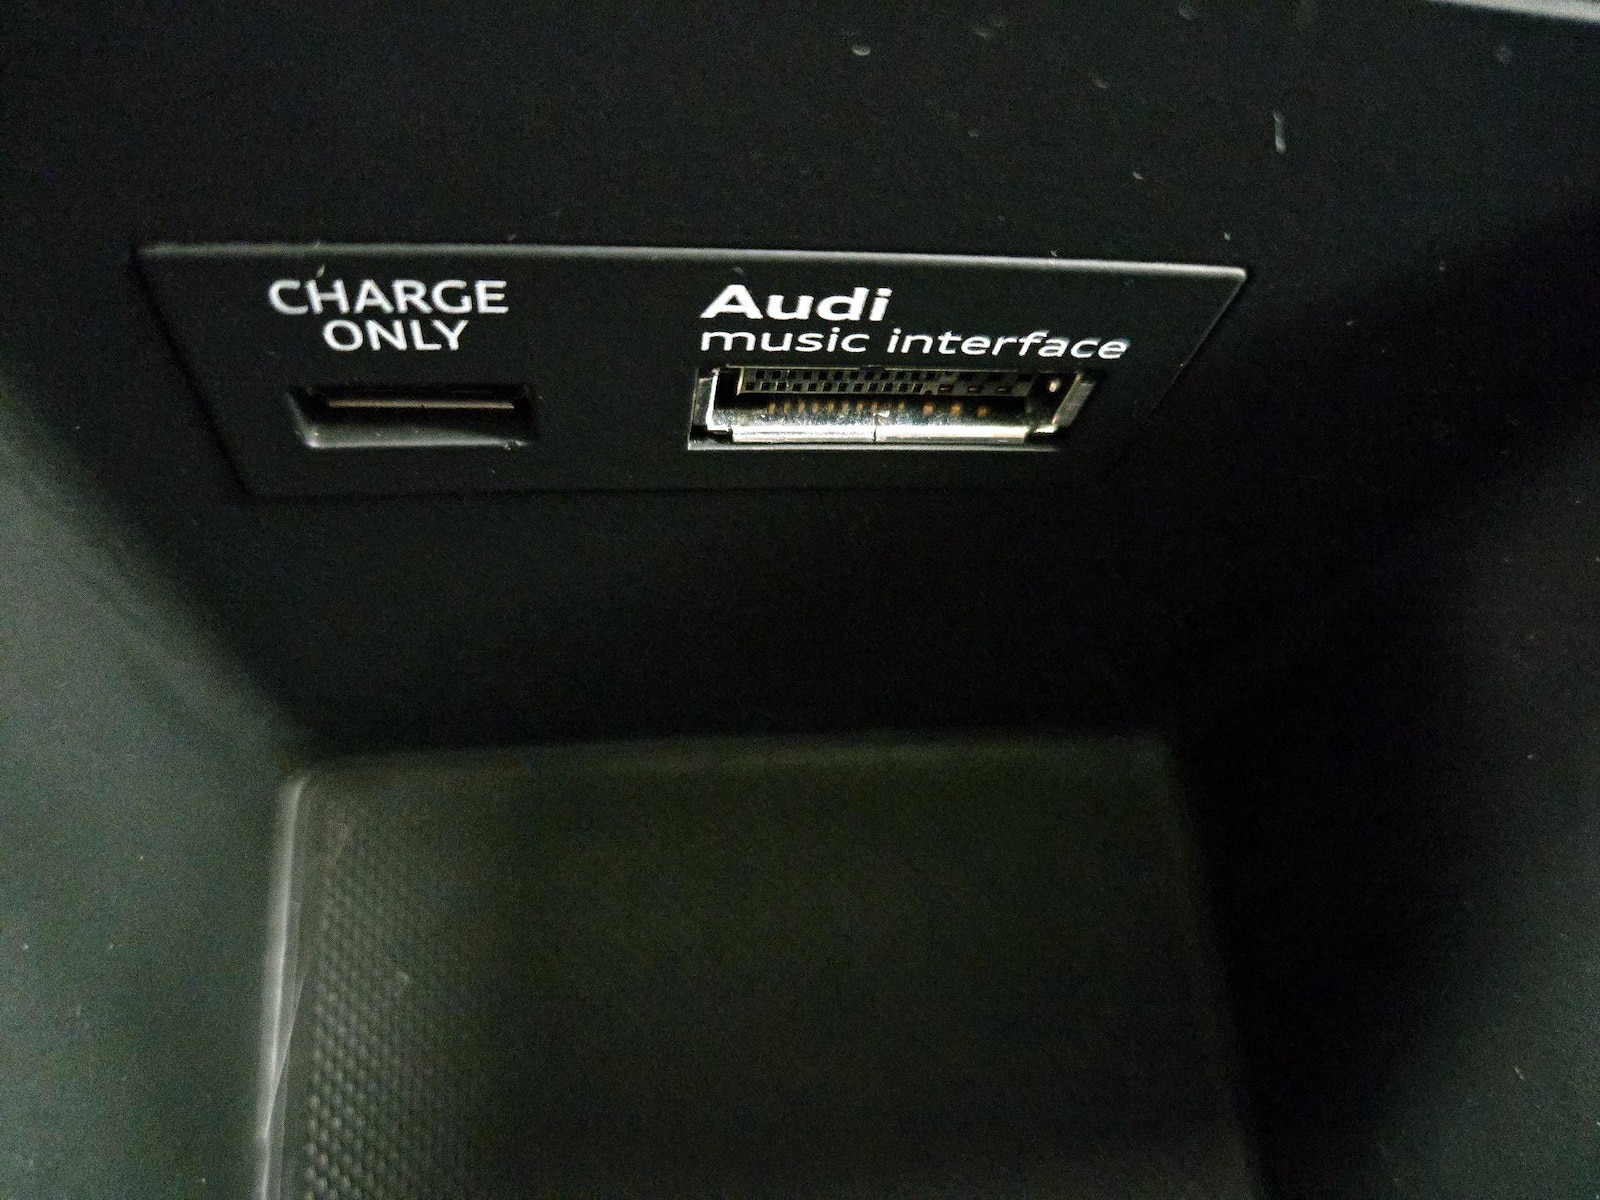 CHARGE
ONLY
Audi
music interface